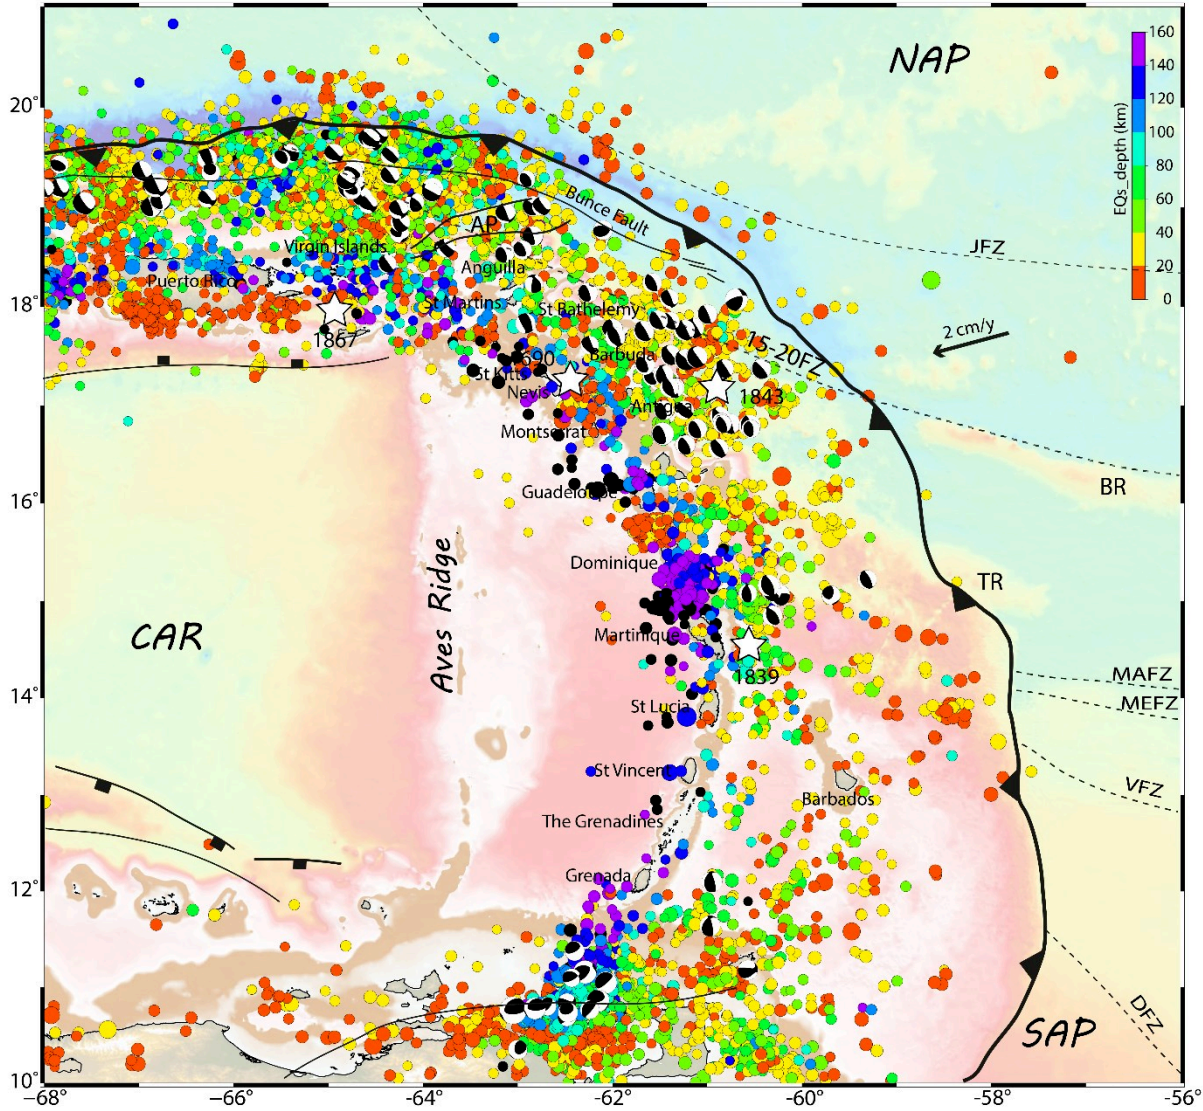 NAP
160
140
120
100
80
60
40
20
0
EQs_depth (km)
20°
18°
16°
14°
12°
10°
Bunce Fault
JFZ
AP
Virgin Islands
Anguilla
Puerto Rico
St Martins
St Bathelemy
2 cm/y
1867
15-20FZ
Barbuda
1690
St Kitts
Nevis
1843
Antigua
Montserrat
Guadeloupe
BR
Dominique
TR
Aves Ridge
CAR
Martinique
1839
MAFZ
MEFZ
St Lucia
St Vincent
VFZ
Barbados
The Grenadines
Grenada
DFZ
SAP
-68° -66° -64° -62° -60° -58° -56°